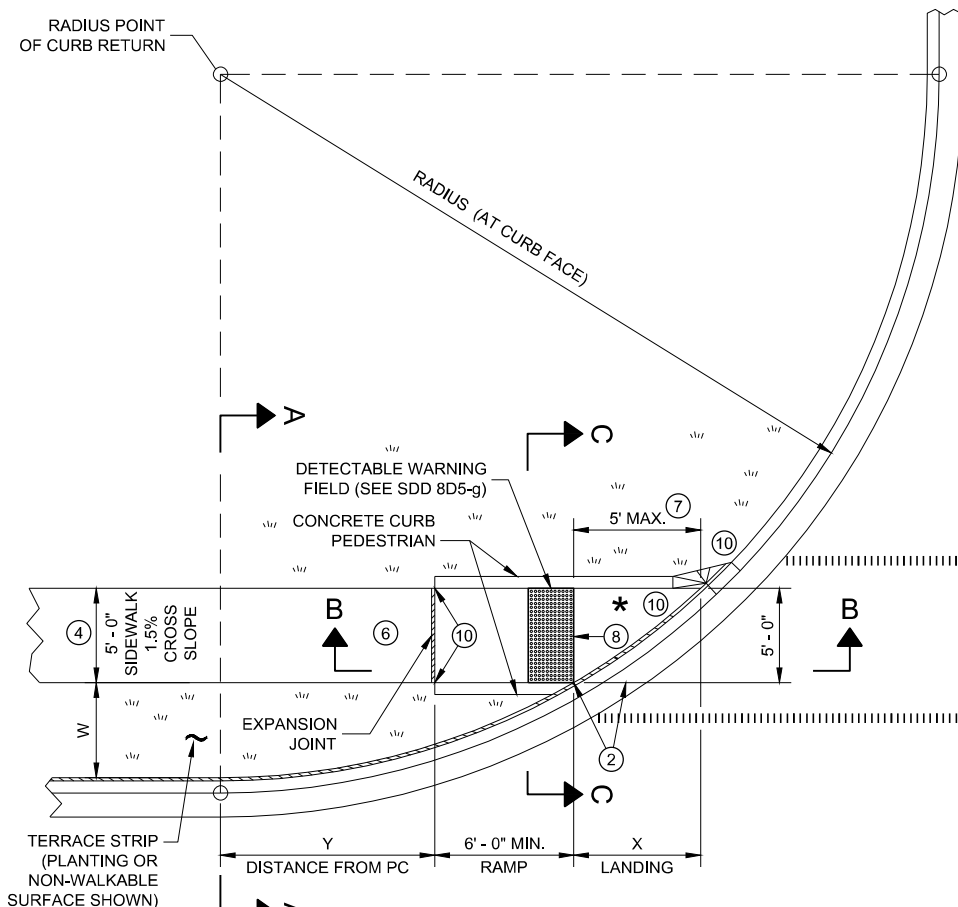 RADIUS POINT
OF CURB RETURN
RADIUS (AT CURB FACE)
A
C
DETECTABLE WARNING
FIELD (SEE SDD 8D5-g)
7
5' MAX.
CONCRETE CURB
PEDESTRIAN
10
4
5' - 0"
SIDEWALK
1.5%
CROSS
SLOPE
B
6
10
*
10
8
5' - 0"
B
W
EXPANSION
JOINT
2
C
TERRACE STRIP
(PLANTING OR
NON-WALKABLE
SURFACE SHOWN)
Y
DISTANCE FROM PC
6' - 0" MIN.
RAMP
X
LANDING
A